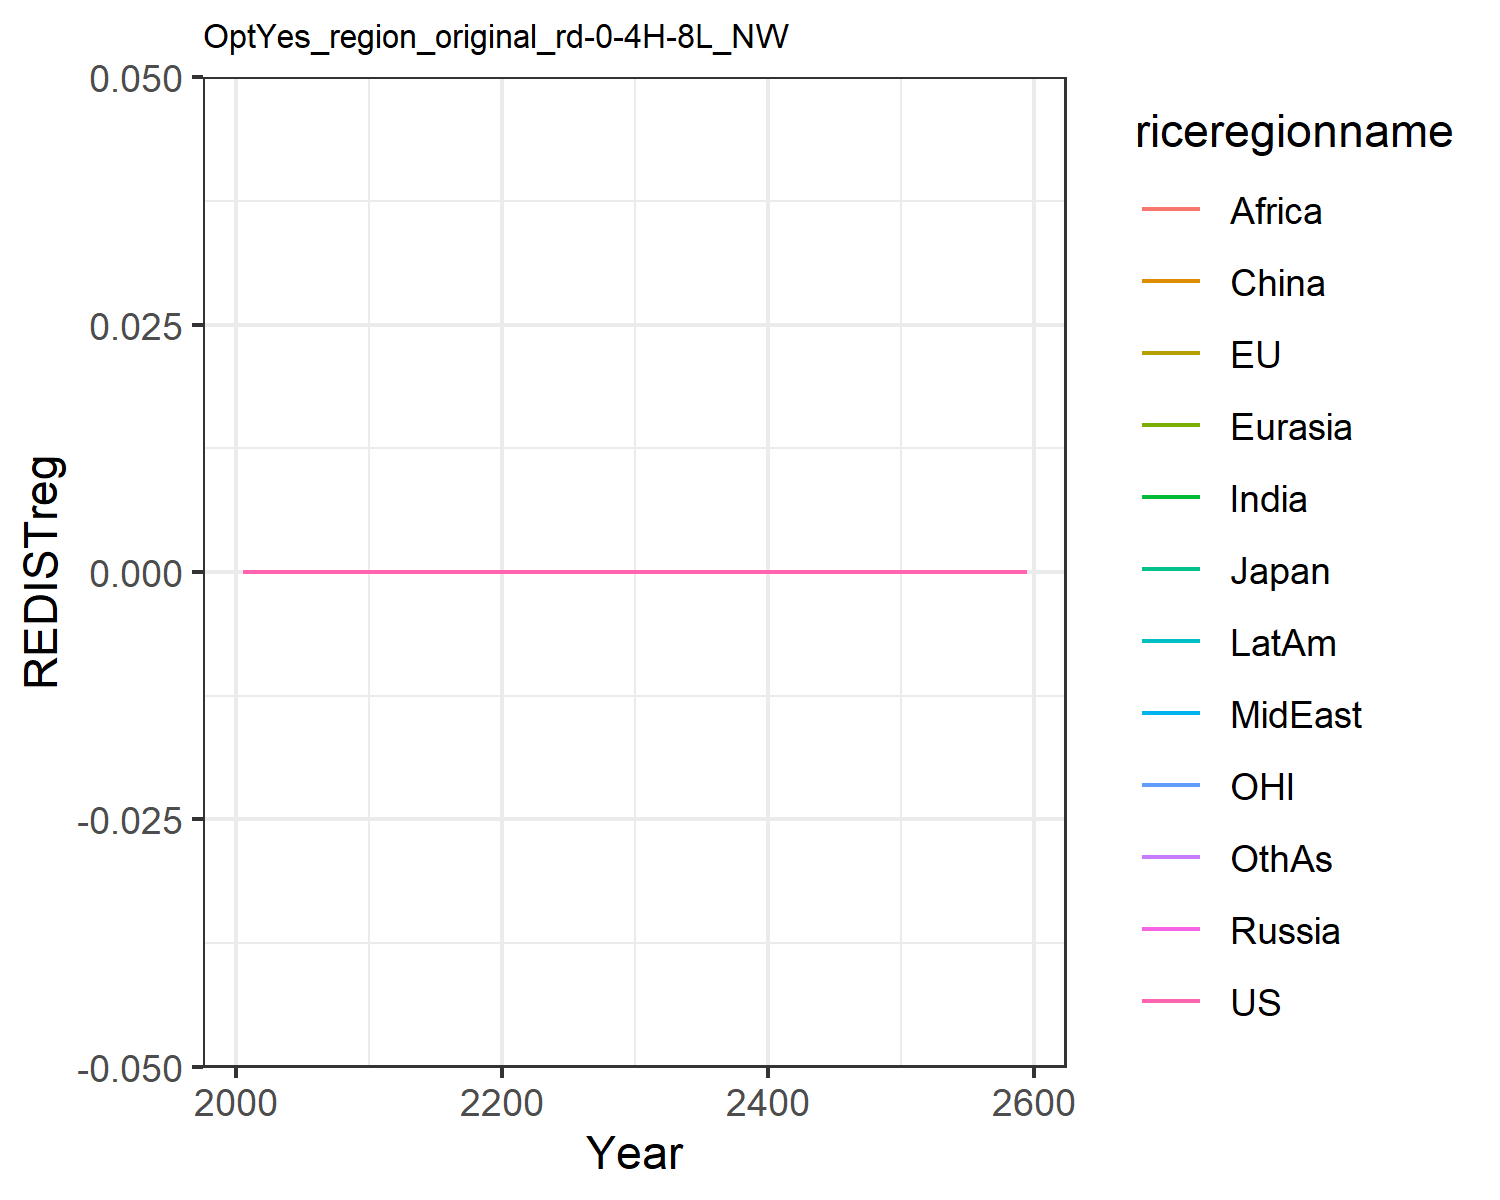 OptYes_region_original_rd-0-4H-8L_NW
0.050
0.025
0.000
-0.025
-0.050
REDISTreg
2000 2200 2400 2600
Year
riceregionname
Africa
China
EU
Eurasia
India
Japan
LatAm
MidEast
OHI
OthAs
Russia
US